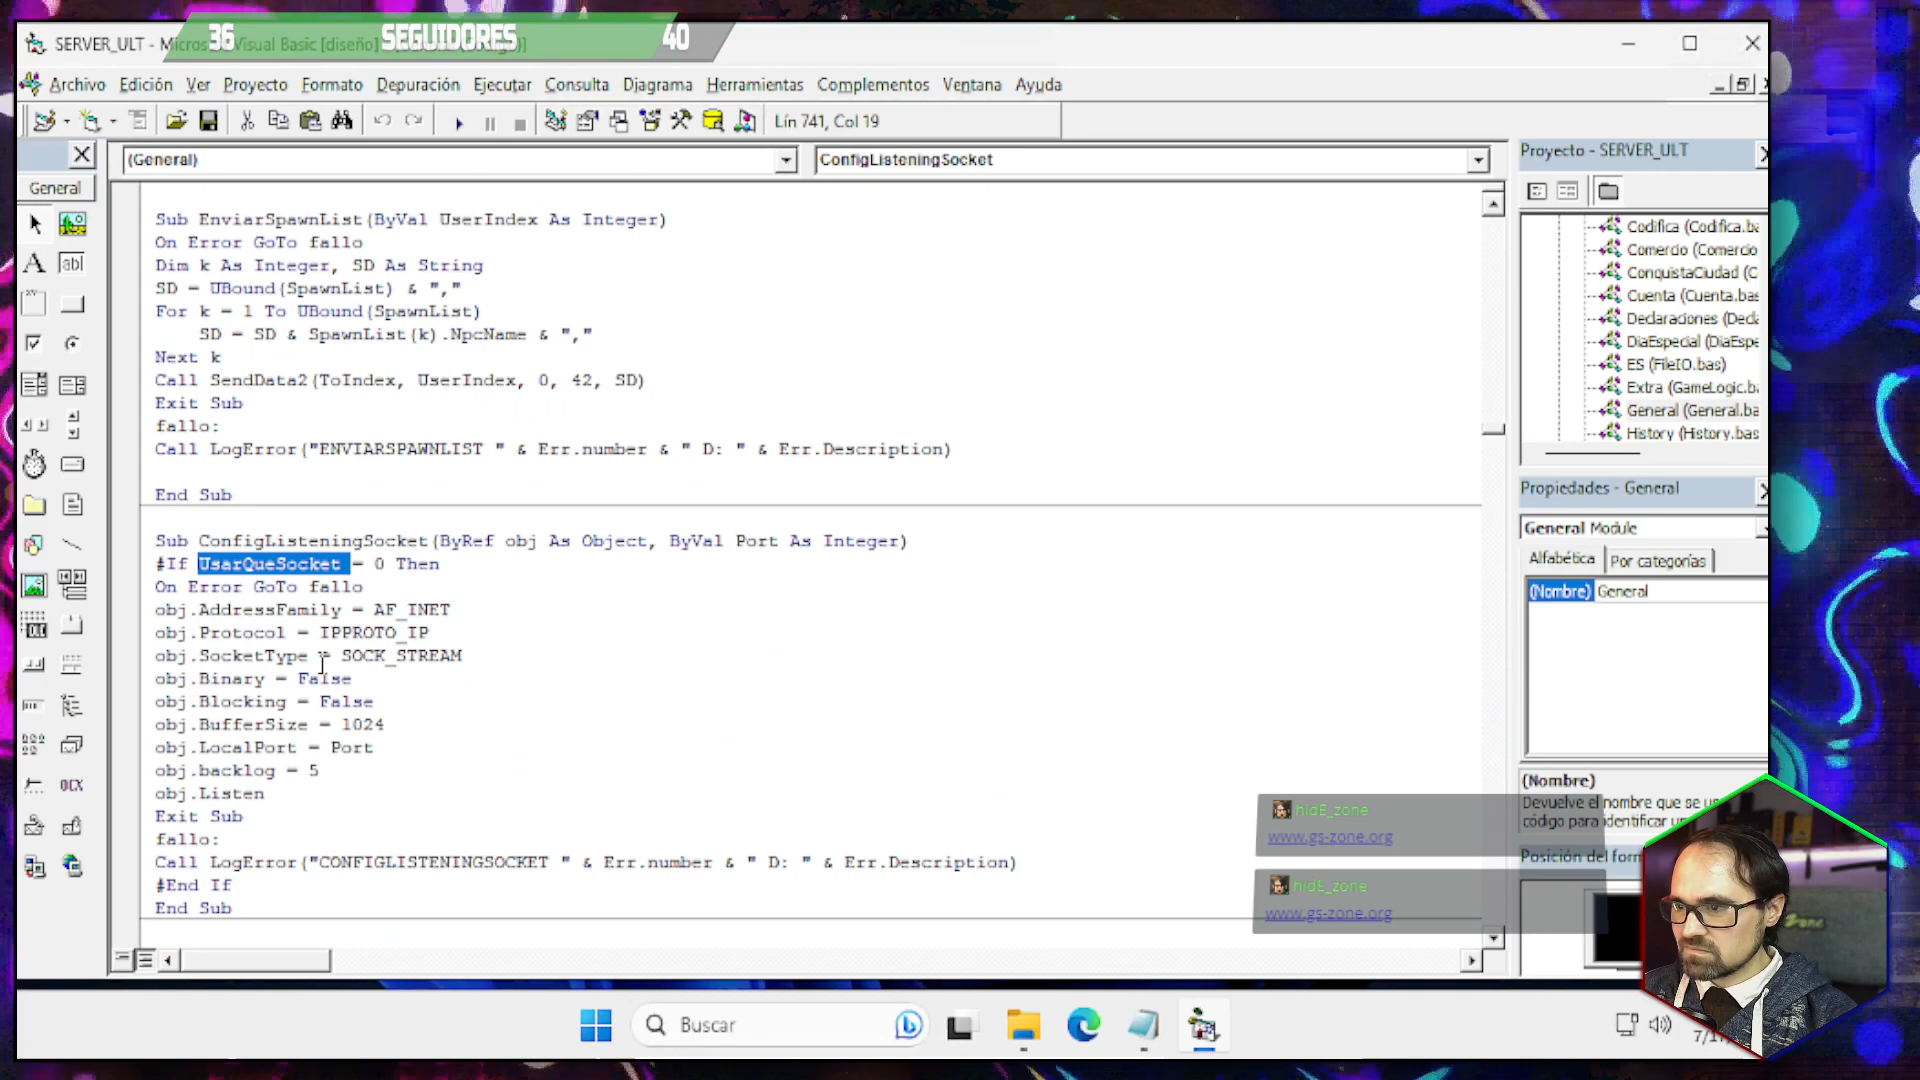 36 SEGUIDORES 40
SERVER_ULT - Micros Visual Basic [diseño]
Archivo Edición Ver Proyecto Formato Depuración Ejecutar Consulta Diagrama Herramientas Complementos Ventana Ayuda
Lín 741, Col 19
(General) ConfigListeningSocket
General
Sub EnviarSpawnList(ByVal UserIndex As Integer)
On Error GoTo fallo
Dim k As Integer, SD As String
SD = UBound(SpawnList) & ","
For k = 1 To UBound(SpawnList)
SD = SD & SpawnList(k).NpcName & ","
Next k
Call SendData2(ToIndex, UserIndex, 0, 42, SD)
Exit Sub
fallo:
Call LogError("ENVIARSPAWNLIST " & Err.number & " D: " & Err.Description)
End Sub
Sub ConfigListeningSocket(ByRef obj As Object, ByVal Port As Integer)
#If UsarQueSocket = 0 Then
On Error GoTo fallo
obj.AddressFamily = AF_INET
obj.Protocol = IPPROTO_IP
obj.SocketType = SOCK_STREAM
obj.Binary = False
obj.Blocking = False
obj.BufferSize = 1024
obj.LocalPort = Port
obj.backlog = 5
obj.Listen
Exit Sub
fallo:
Call LogError("CONFIGLISTENINGSOCKET " & Err.number & " D: " & Err.Description)
#End If
End Sub
Proyecto - SERVER_ULT
Codifica (Codifica.ba
Comercio (Comercio
ConquistaCiudad (C
Cuenta (Cuenta.bas
Declaraciones (Decla
DiaEspecial (DiaEspe
ES (FileIO.bas)
Extra (GameLogic.ba
General (General.ba
History (History.bas
Propiedades - General
General Module
Alfabética Por categorías
(Nombre) General
(Nombre)
Devuelve el nombre que se us
código para identificar un
Posición del form
hidE_zone
www.gs-zone.org
hidE_zone
www.gs-zone.org
Buscar